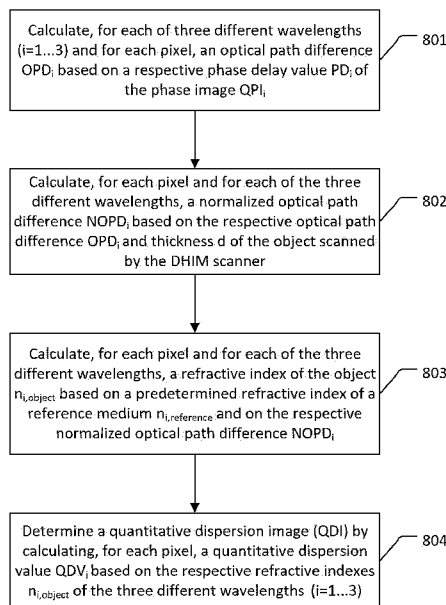 Calculate, for each of three different wavelengths
(i=1...3) and for each pixel, an optical path difference
OPDᵢ based on a respective phase delay value PDᵢ of
the phase image QPIᵢ
801
Calculate, for each pixel and for each of the three
different wavelengths, a normalized optical path
difference NOPDᵢ based on the respective optical path
difference OPDᵢ and thickness d of the object scanned
by the DHIM scanner
802
Calculate, for each pixel and for each of the three
different wavelengths, a refractive index of the object
nᵢ,object based on a predetermined refractive index of a
reference medium nᵢ,reference and on the respective
normalized optical path difference NOPDᵢ
803
Determine a quantitative dispersion image (QDI) by
calculating, for each pixel, a quantitative dispersion
value QDVᵢ based on the respective refractive indexes
nᵢ,object of the three different wavelengths (i=1...3)
804